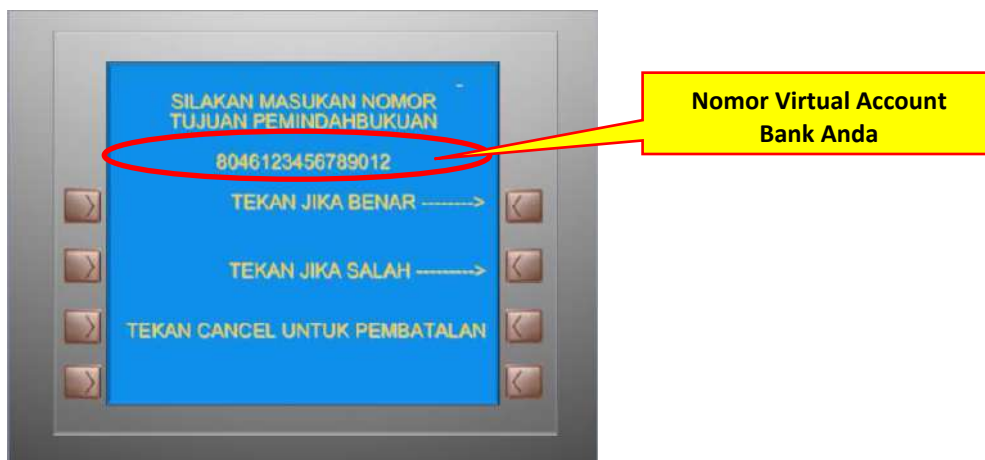 SILAKAN MASUKAN NOMOR
TUJUAN PEMINDAHBUKUAN
8046123456789012
TEKAN JIKA BENAR -------->
TEKAN JIKA SALAH --------->
TEKAN CANCEL UNTUK PEMBATALAN
Nomor Virtual Account
Bank Anda